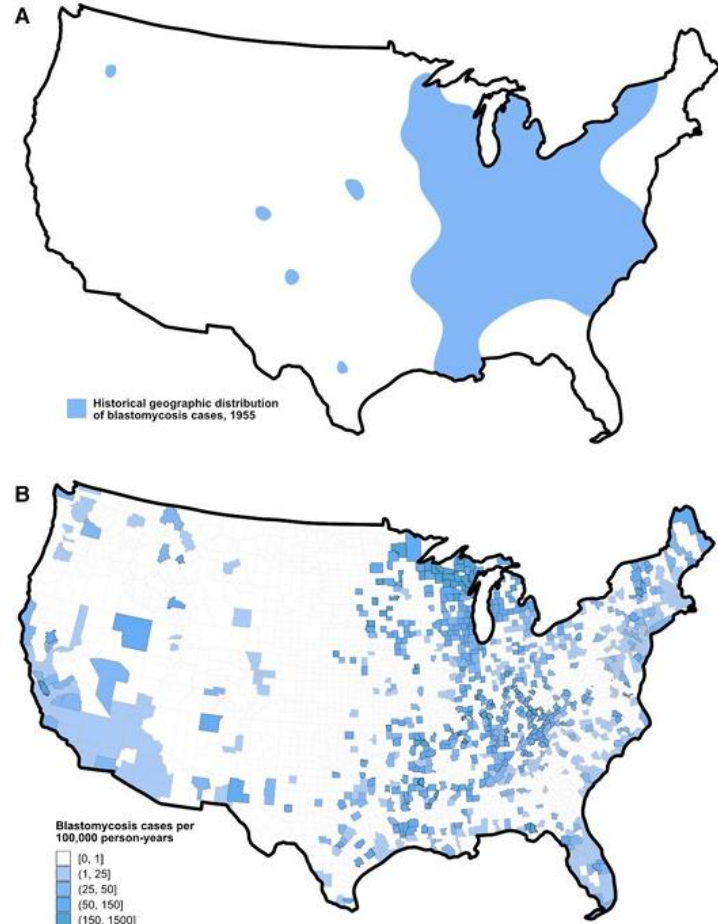 A
Historical geographic distribution
of blastomycosis cases, 1955
B
Blastomycosis cases per
100,000 person-years
[0, 1]
(1, 25]
(25, 50]
(50, 150]
(150, 1500]